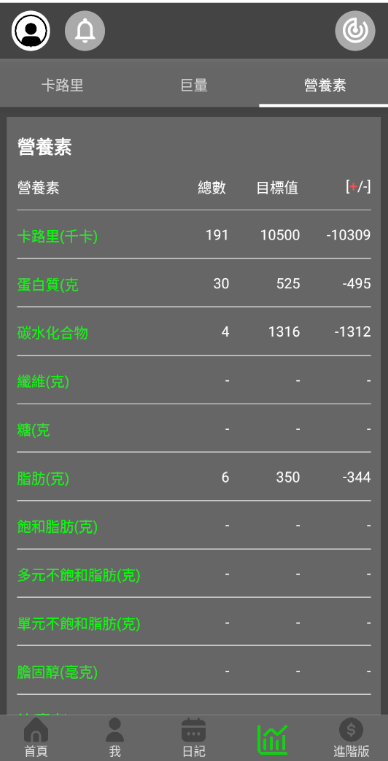 卡路里 巨量 營養素
營養素
營養素 總數 目標值 [+/-]
卡路里(千卡) 191 10500 -10309
蛋白質(克 30 525 -495
碳水化合物 4 1316 -1312
纖維(克) - - -
糖(克 - - -
脂肪(克) 6 350 -344
飽和脂肪(克) - - -
多元不飽和脂肪(克) - - -
單元不飽和脂肪(克) - - -
膽固醇(毫克) - - -
首頁 我 日記 進階版